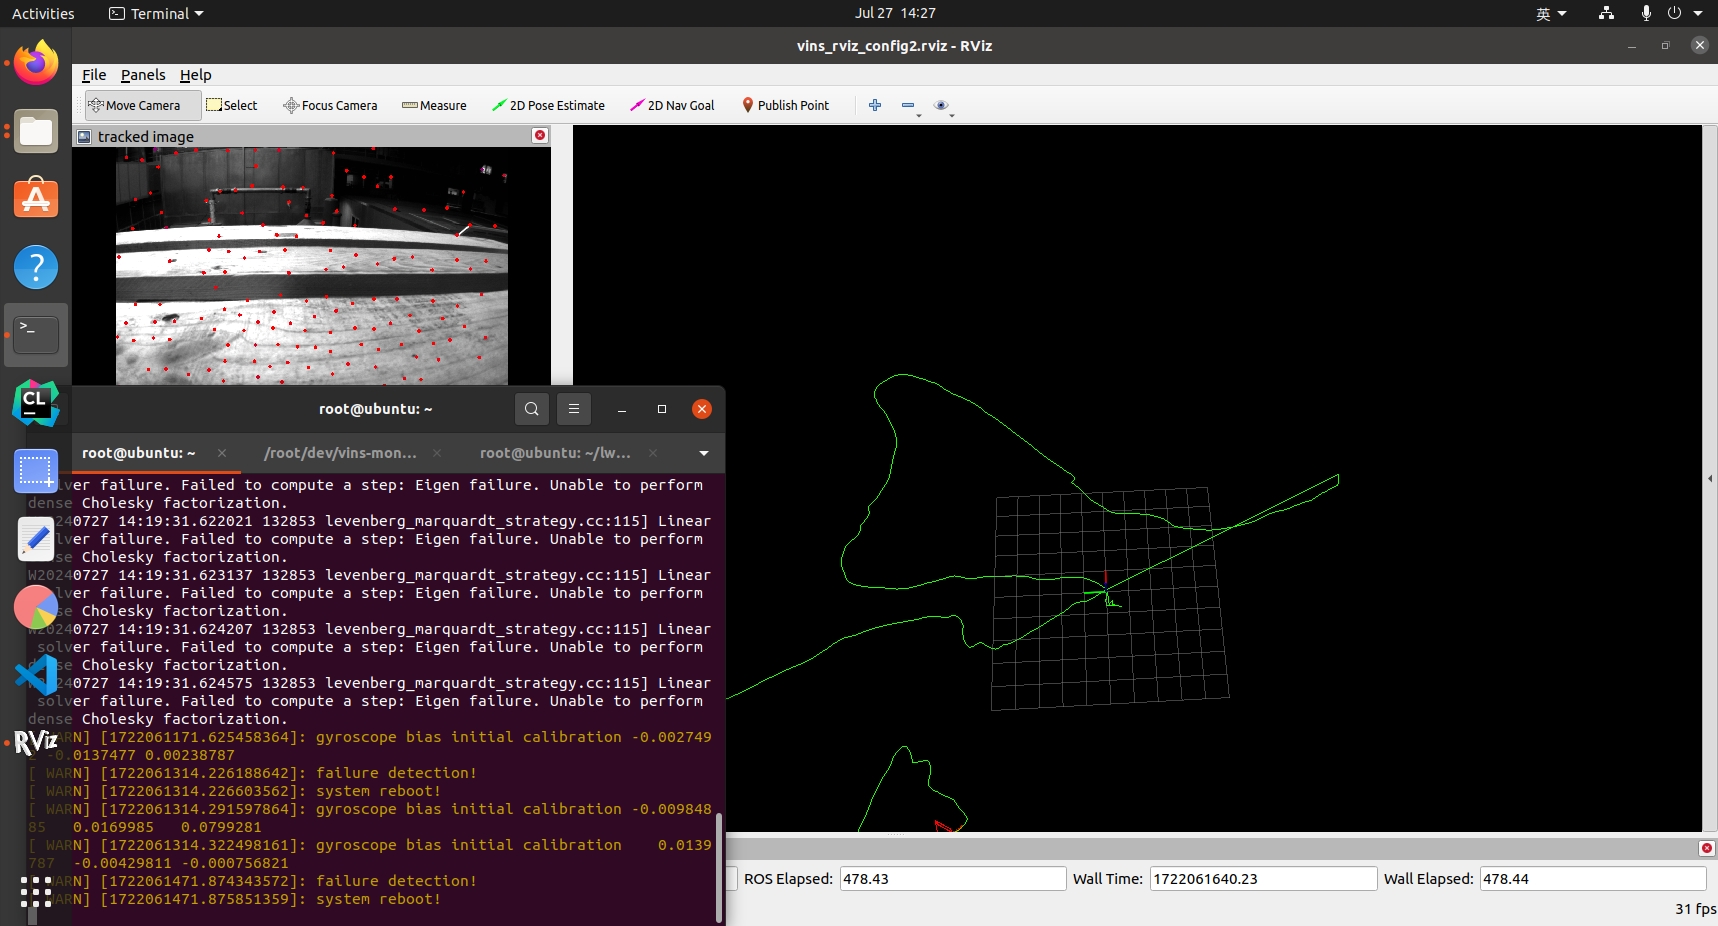 Activities
Terminal
Jul 27 14:27
英
vins_rviz_config2.rviz - RViz
File Panels Help
Move Camera Select Focus Camera Measure 2D Pose Estimate 2D Nav Goal Publish Point
tracked image
root@ubuntu: ~
root@ubuntu: ~ /root/dev/vins-mon... root@ubuntu: ~/lw...
lver failure. Failed to compute a step: Eigen failure. Unable to perform
dense Cholesky factorization.
240727 14:19:31.622021 132853 levenberg_marquardt_strategy.cc:115] Linear
lver failure. Failed to compute a step: Eigen failure. Unable to perform
se Cholesky factorization.
W20240727 14:19:31.623137 132853 levenberg_marquardt_strategy.cc:115] Linear
lver failure. Failed to compute a step: Eigen failure. Unable to perform
Cholesky factorization.
240727 14:19:31.624207 132853 levenberg_marquardt_strategy.cc:115] Linear
solver failure. Failed to compute a step: Eigen failure. Unable to perform
se Cholesky factorization.
240727 14:19:31.624575 132853 levenberg_marquardt_strategy.cc:115] Linear
solver failure. Failed to compute a step: Eigen failure. Unable to perform
dense Cholesky factorization.
ARN] [1722061171.625458364]: gyroscope bias initial calibration -0.002749
-0.0137477 0.00238787
[ WARN] [1722061314.226188642]: failure detection!
[ WARN] [1722061314.226603562]: system reboot!
[ WARN] [1722061314.291597864]: gyroscope bias initial calibration -0.009848
85 0.0169985 0.0799281
[ WARN] [1722061314.322498161]: gyroscope bias initial calibration 0.0139
787 -0.00429811 -0.000756821
ARN] [1722061471.874343572]: failure detection!
ARN] [1722061471.875851359]: system reboot!
CL
RViz
ROS Elapsed: 478.43 Wall Time: 1722061640.23 Wall Elapsed: 478.44
31 fps